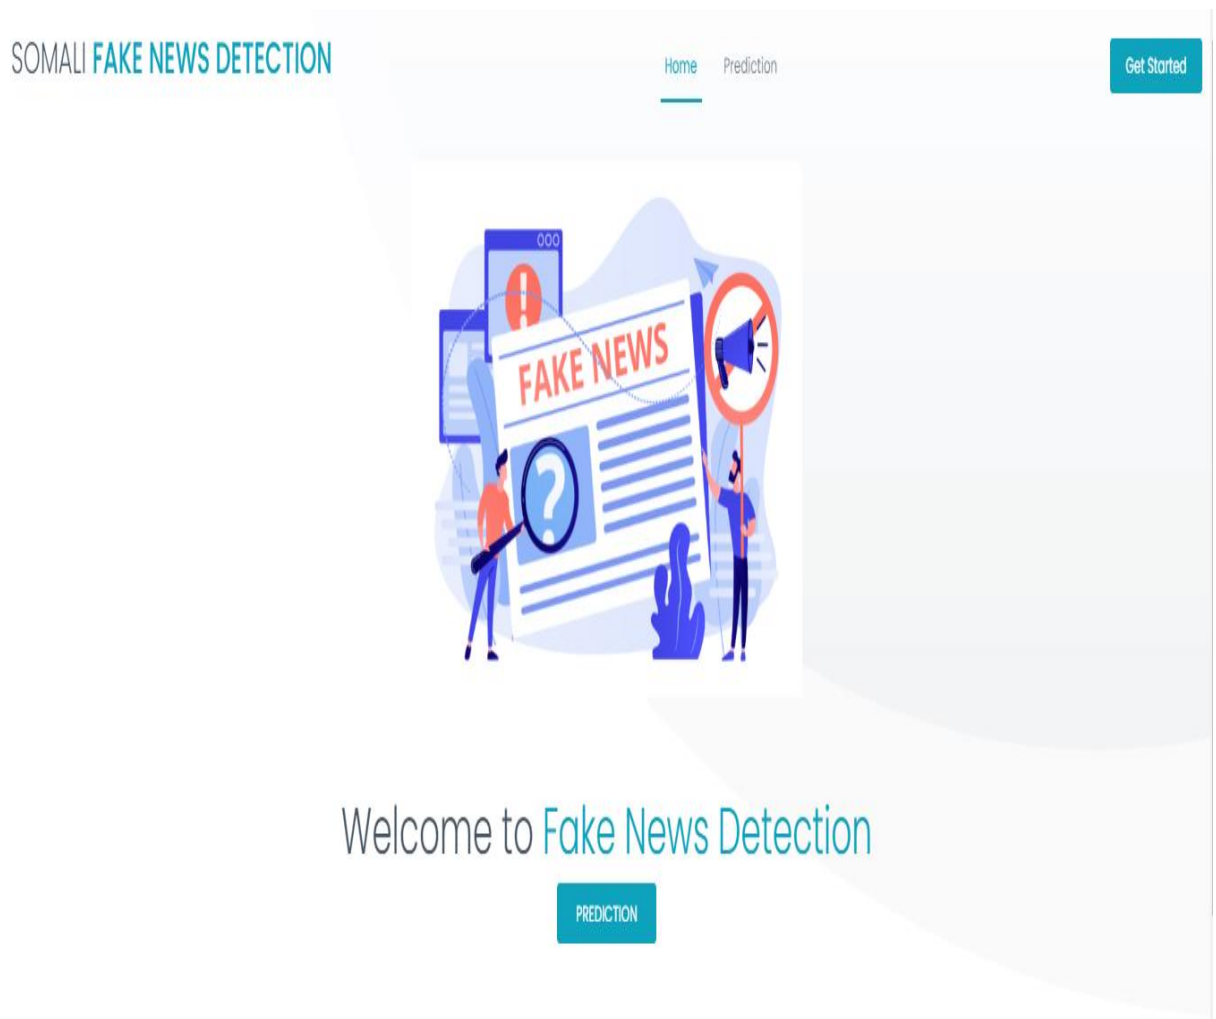 SOMALI FAKE NEWS DETECTION
Home Prediction
Get Started
FAKE NEWS
?
Welcome to Fake News Detection
PREDICTION